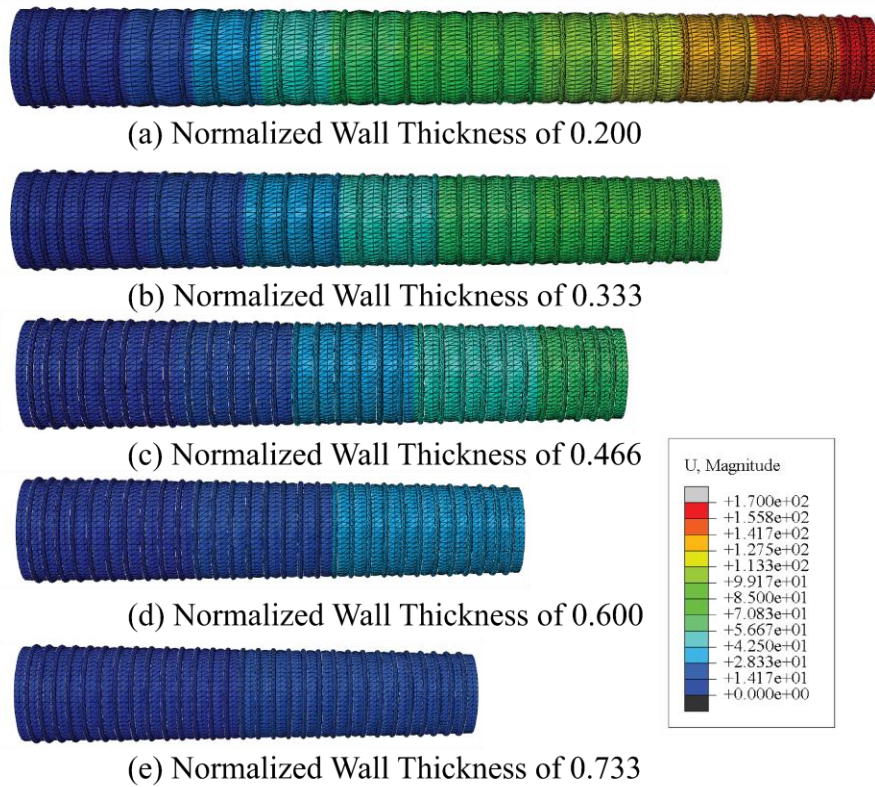 (a) Normalized Wall Thickness of 0.200
(b) Normalized Wall Thickness of 0.333
(c) Normalized Wall Thickness of 0.466
U, Magnitude
+1.700e+02
+1.558e+02
+1.417e+02
+1.275e+02
+1.133e+02
+9.917e+01
+8.500e+01
+7.083e+01
+5.667e+01
+4.250e+01
+2.833e+01
+1.417e+01
+0.000e+00
(d) Normalized Wall Thickness of 0.600
(e) Normalized Wall Thickness of 0.733